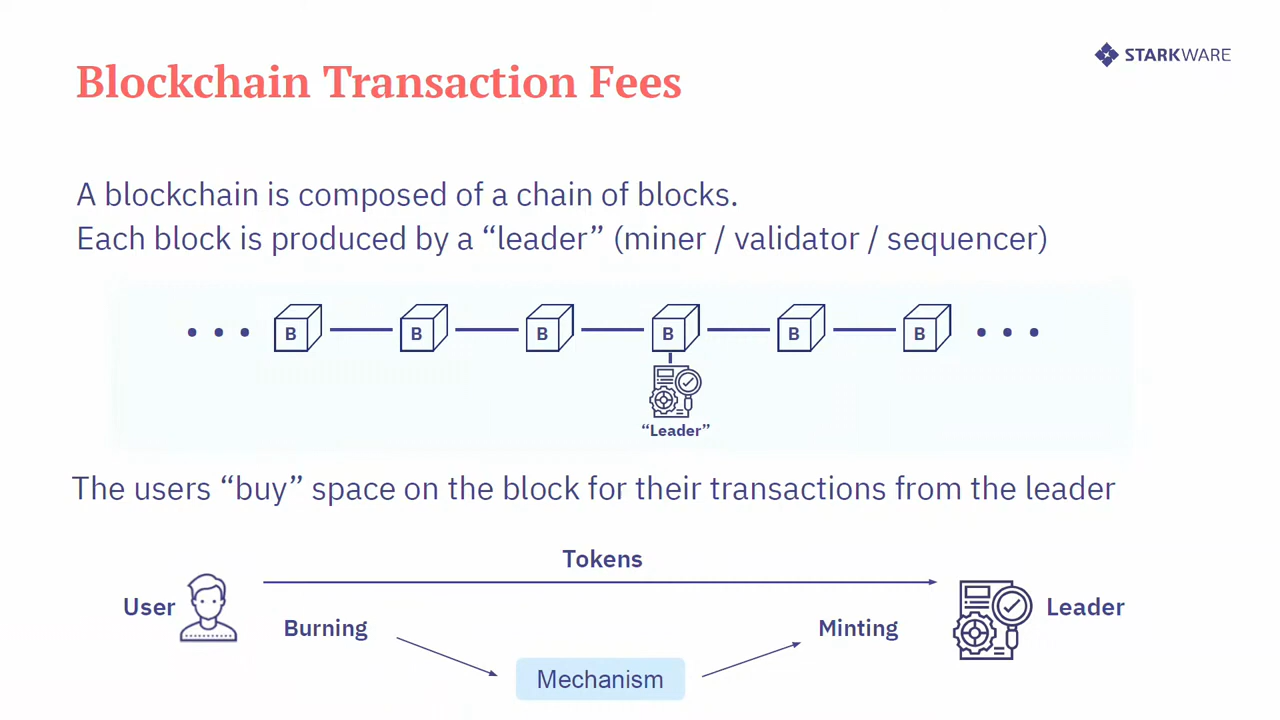 STARKWARE
Blockchain Transaction Fees
A blockchain is composed of a chain of blocks.
Each block is produced by a “leader” (miner / validator / sequencer)
B B B B B B
“Leader”
The users “buy” space on the block for their transactions from the leader
Tokens
User
Leader
Burning
Minting
Mechanism